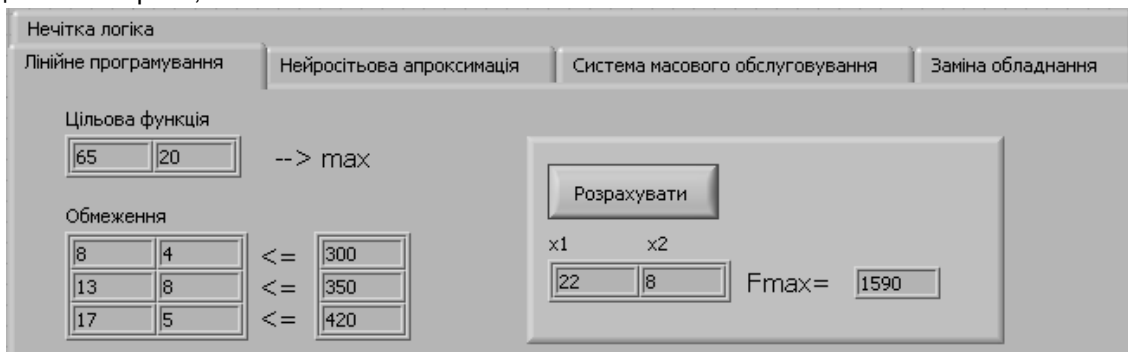 Нечітка логіка
Лінійне програмування Нейросітьова апроксимація Система масового обслуговування Заміна обладнання
Цільова функція
65 20 --> max
Розрахувати
Обмеження
x1 x2
8 4 <= 300
22 8 Fmax= 1590
13 8 <= 350
17 5 <= 420